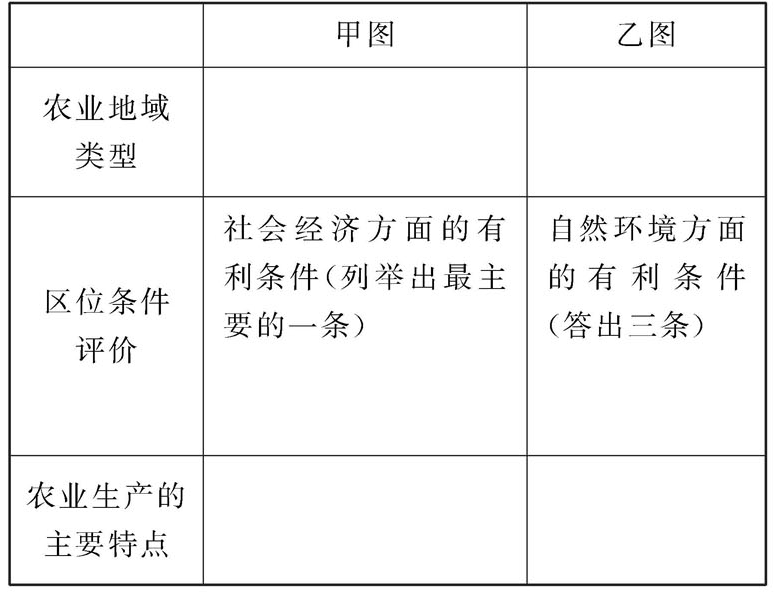 甲图 乙图
农业地域
类型
区位条件
评价
社会经济方面的有
利条件(列举出最主
要的一条)
自然环境方面
的有利条件
(答出三条)
农业生产的
主要特点